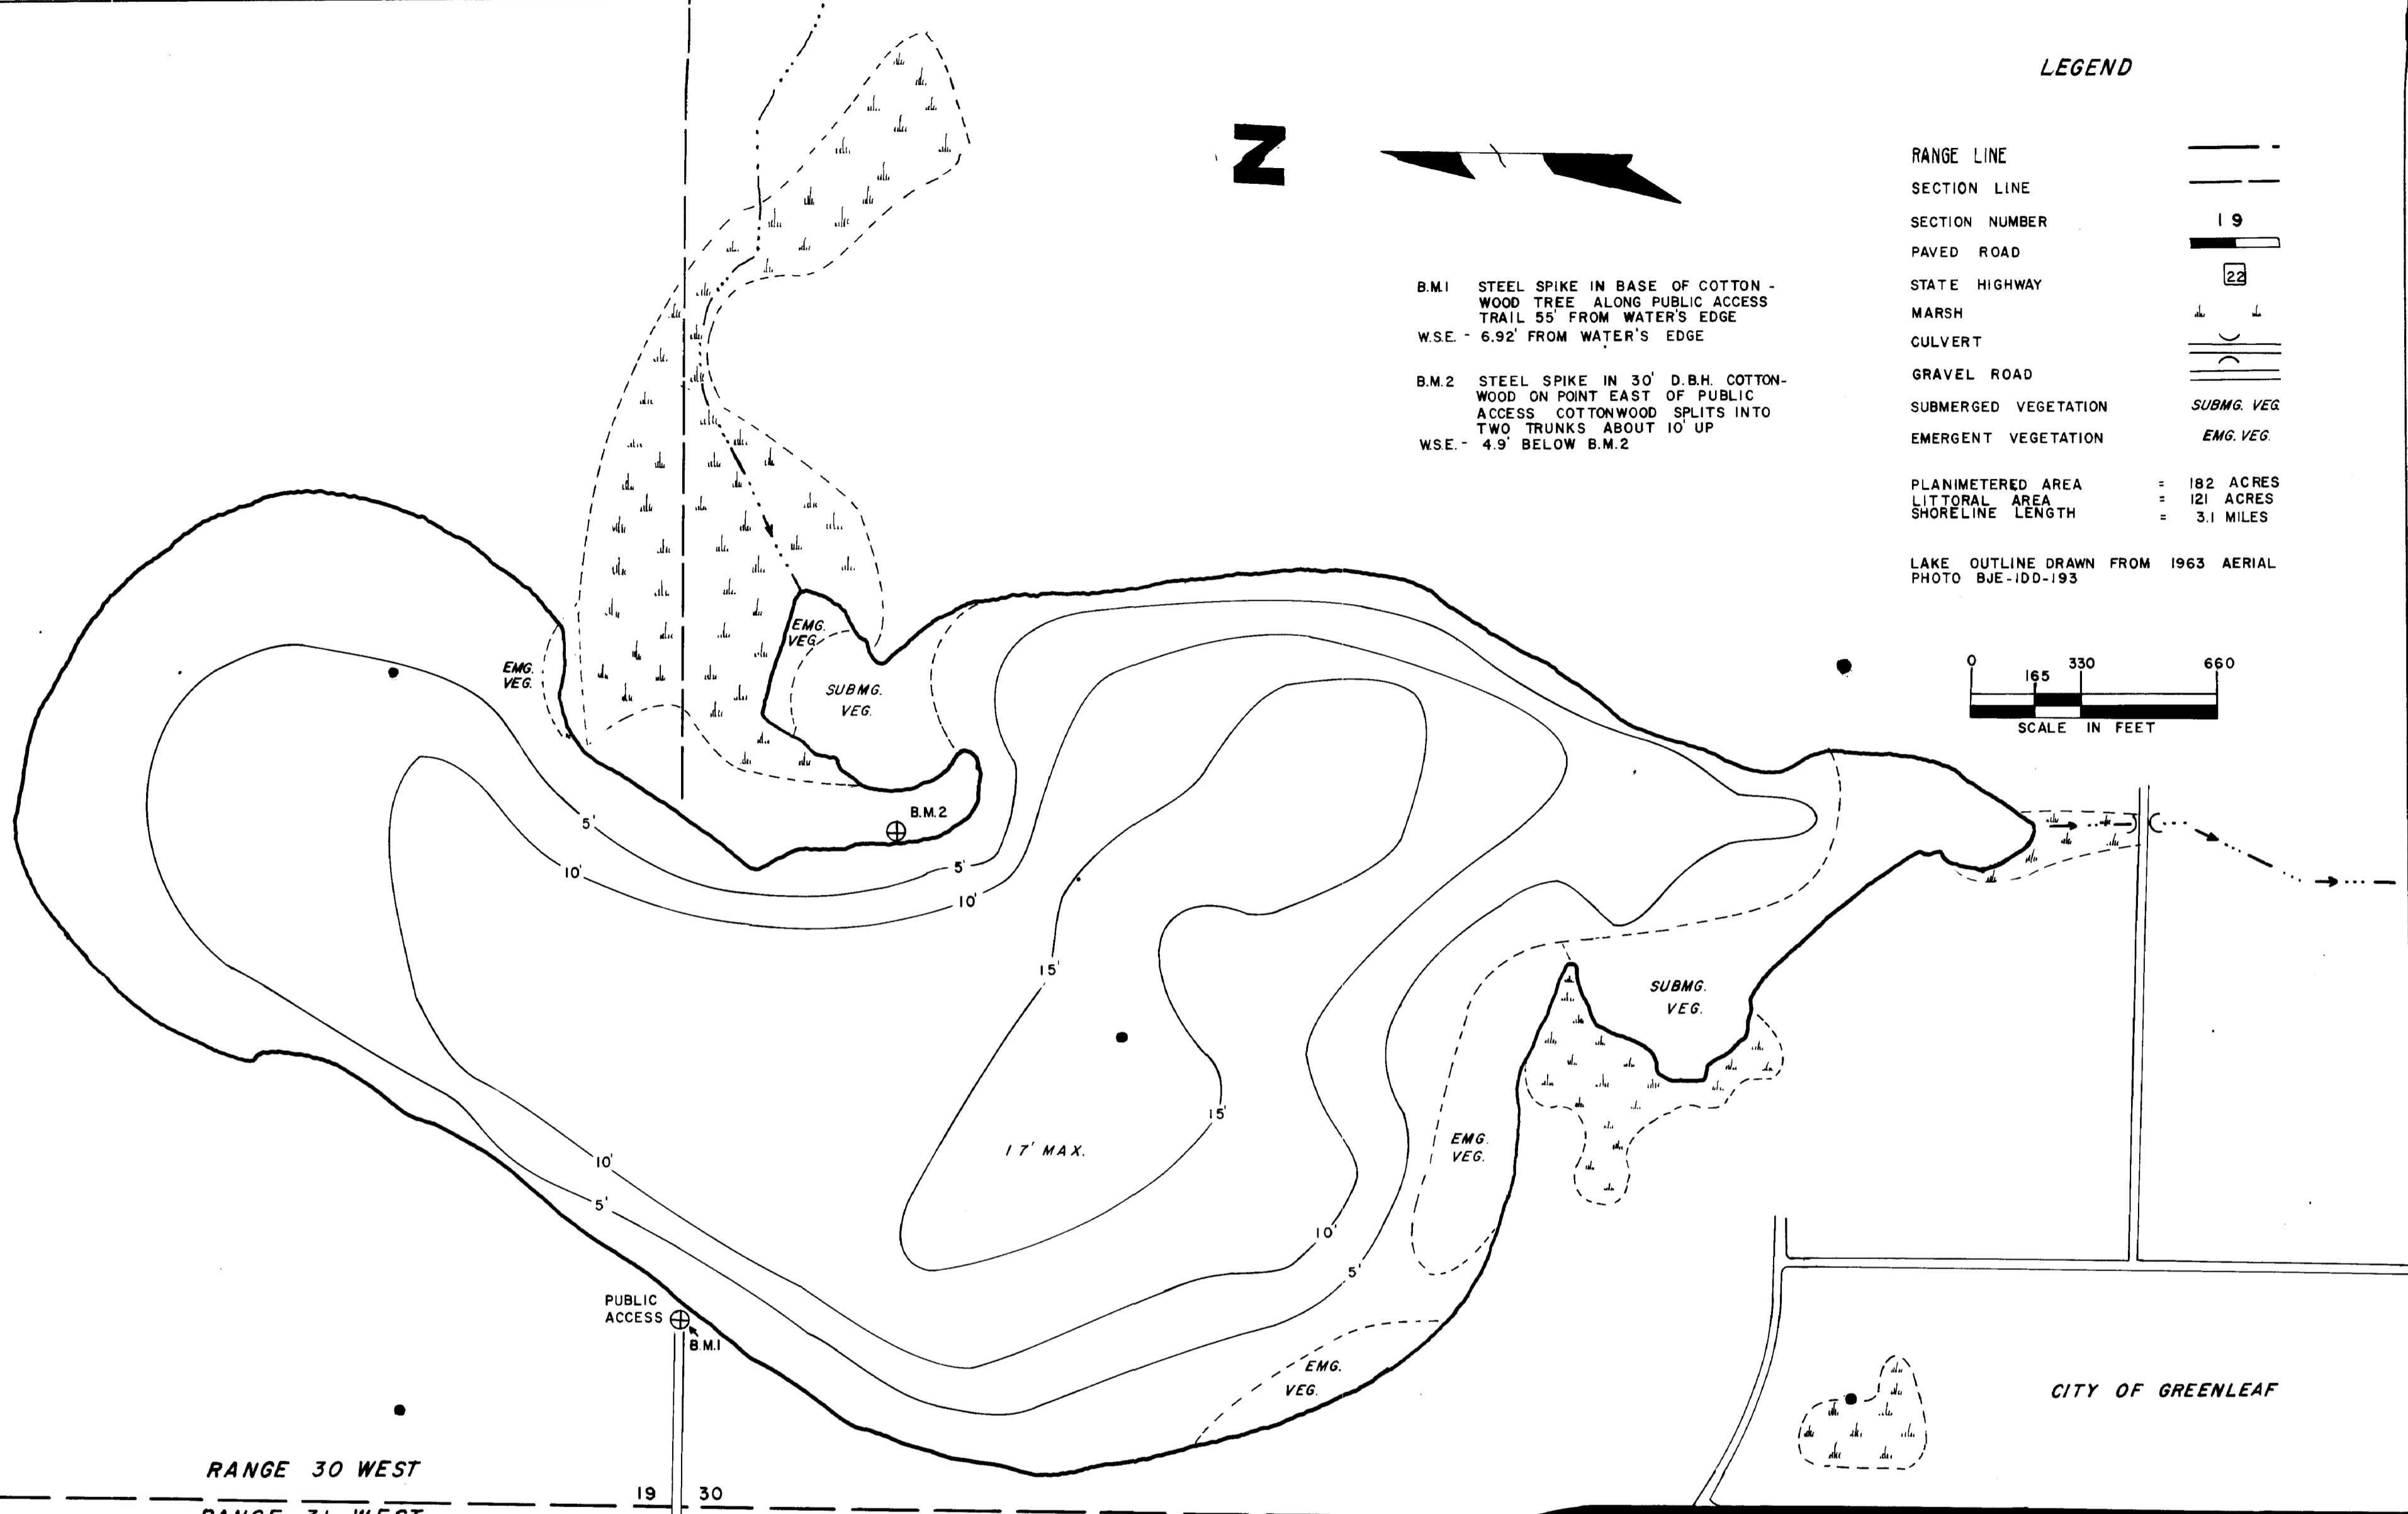 LEGEND
N
RANGE LINE
SECTION LINE
SECTION NUMBER 19
PAVED ROAD
STATE HIGHWAY 22
MARSH
CULVERT
GRAVEL ROAD
SUBMERGED VEGETATION SUBMG. VEG.
EMERGENT VEGETATION EMG. VEG.
PLANIMETERED AREA = 182 ACRES
LITTORAL AREA = 121 ACRES
SHORELINE LENGTH = 3.1 MILES
LAKE OUTLINE DRAWN FROM 1963 AERIAL
PHOTO BJE-1DD-193
B.M.1 STEEL SPIKE IN BASE OF COTTON-
WOOD TREE ALONG PUBLIC ACCESS
TRAIL 55' FROM WATER'S EDGE
W.S.E. - 6.92' FROM WATER'S EDGE
B.M.2 STEEL SPIKE IN 30' D.B.H. COTTON-
WOOD ON POINT EAST OF PUBLIC
ACCESS COTTONWOOD SPLITS INTO
TWO TRUNKS ABOUT 10' UP
W.S.E. - 4.9' BELOW B.M.2
0 165 330 660
SCALE IN FEET
EMG.
VEG.
EMG.
VEG.
SUBMG.
VEG.
B.M.2
5'
5'
10'
10'
15'
SUBMG.
VEG.
15'
17' MAX.
EMG.
VEG.
10'
5'
10'
5'
PUBLIC
ACCESS
B.M.1
EMG.
VEG.
CITY OF GREENLEAF
RANGE 30 WEST
19 30
RANGE 31 WEST